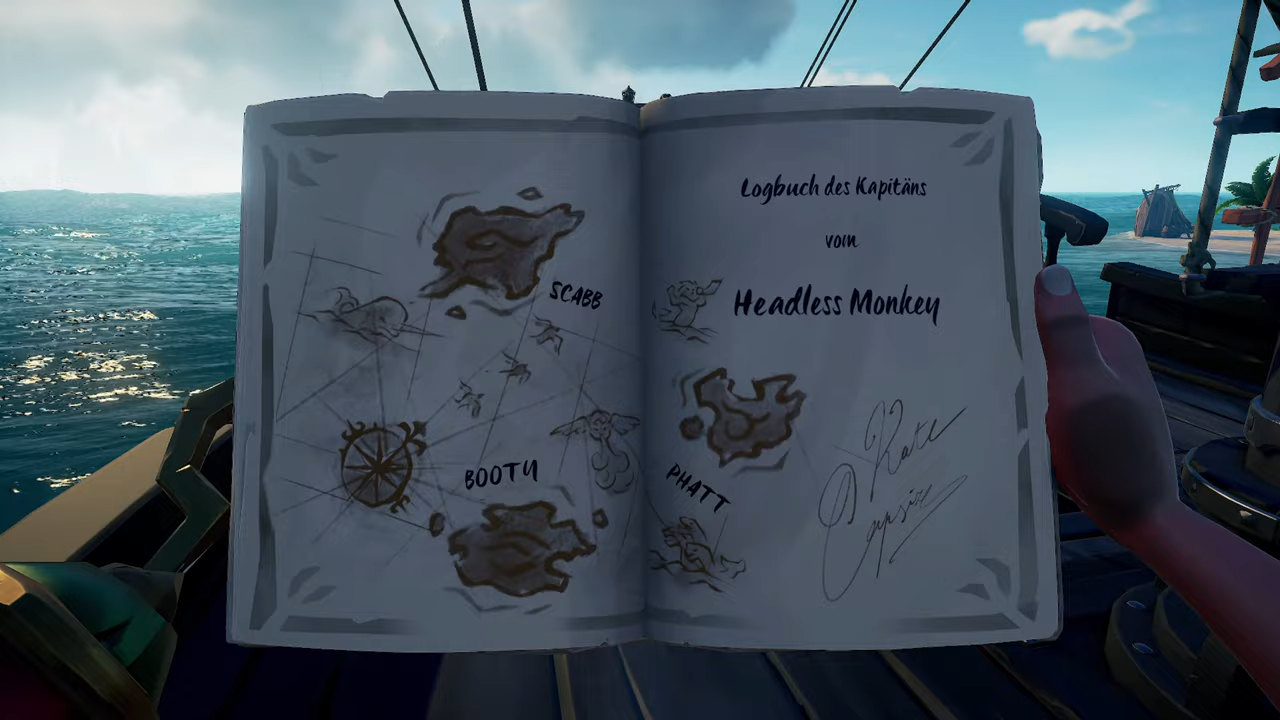 SCABB
BOOTY
Logbuch des Kapitäns
vom
Headless Monkey
PHATT
Kate
Capsize